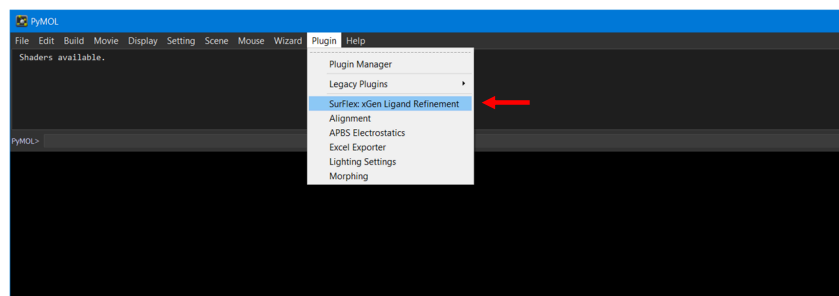 PyMOL
File Edit Build Movie Display Setting Scene Mouse Wizard Plugin Help
Shaders available.
Plugin Manager
Legacy Plugins
SurFlex: xGen Ligand Refinement
Alignment
APBS Electrostatics
Excel Exporter
Lighting Settings
Morphing
PyMOL>